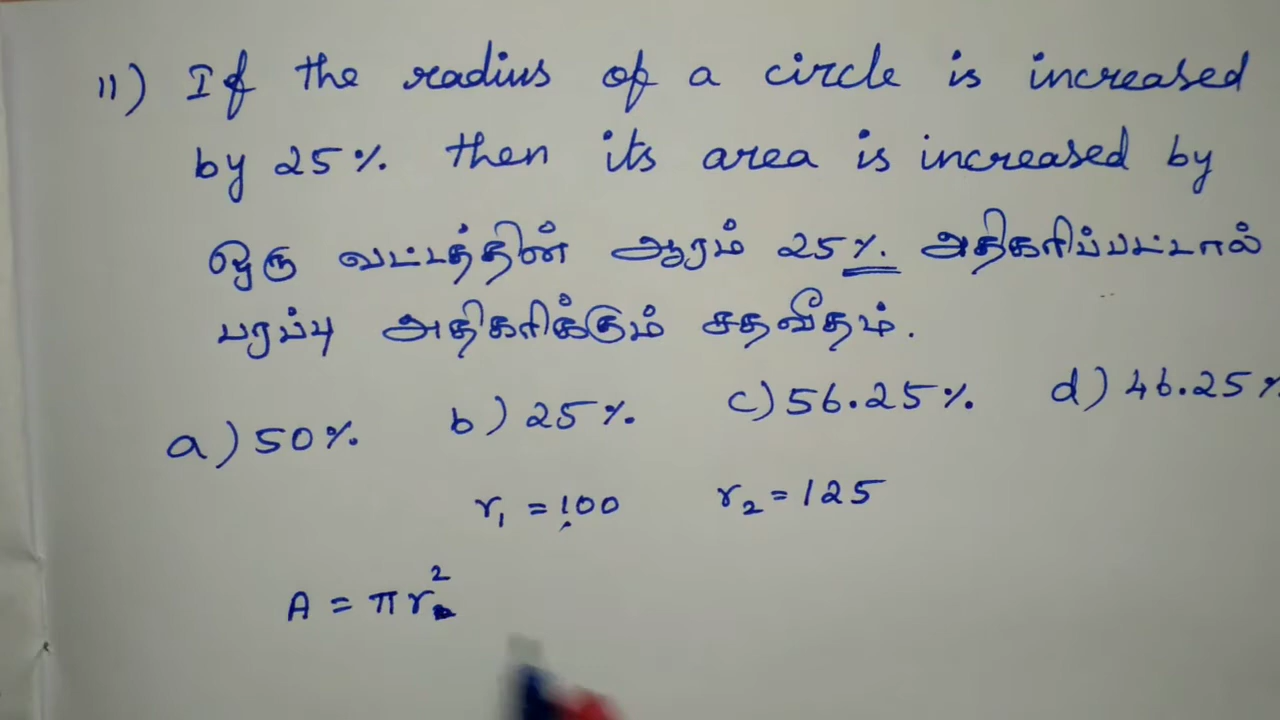 11) If the radius of a circle is increased
by 25% then its area is increased by
ஒரு வட்டத்தின் ஆரம் 25% அதிகரிப்பட்டால்
பரப்பு அதிகரிக்கும் சதவீதம்.
a) 50% b) 25% c) 56.25% d) 46.25%
r₁ = 100 r₂ = 125
A = πr²